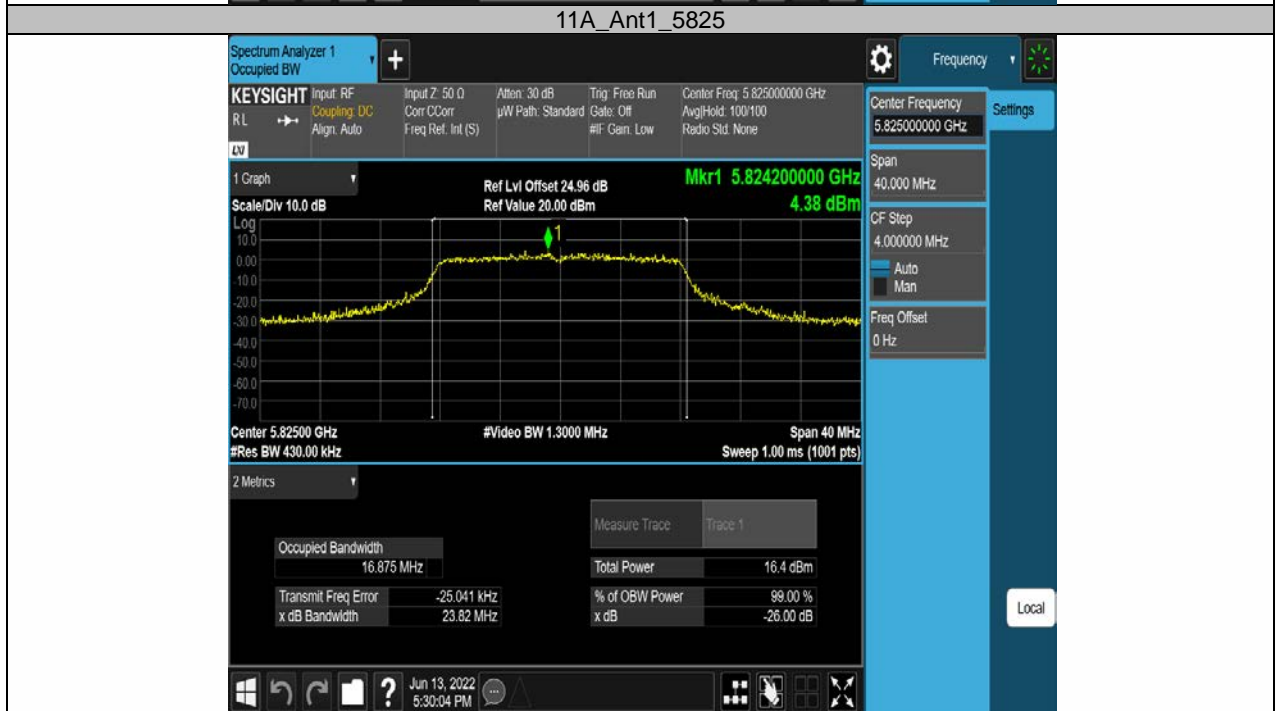 11A_Ant1_5825
Spectrum Analyzer 1
Occupied BW
+
Frequency
KEYSIGHT
RL
LXI
Input: RF
Coupling: DC
Align: Auto
Input Z: 50 Ω
Corr CCorr
Freq Ref: Int (S)
Atten: 30 dB
µW Path: Standard
Trig: Free Run
Gate: Off
#IF Gain: Low
Center Freq: 5.825000000 GHz
Avg|Hold: 100/100
Radio Std: None
Center Frequency
5.825000000 GHz
Settings
Span
40.000 MHz
CF Step
4.000000 MHz
Auto
Man
Freq Offset
0 Hz
Local
1 Graph
Scale/Div 10.0 dB
Ref Lvl Offset 24.96 dB
Ref Value 20.00 dBm
Mkr1 5.824200000 GHz
4.38 dBm
Log
10.0
0.00
-10.0
-20.0
-30.0
-40.0
-50.0
-60.0
-70.0
1
Center 5.82500 GHz
#Res BW 430.00 kHz
#Video BW 1.3000 MHz
Span 40 MHz
Sweep 1.00 ms (1001 pts)
2 Metrics
Measure Trace Trace 1
Occupied Bandwidth
16.875 MHz
Total Power 16.4 dBm
Transmit Freq Error -25.041 kHz
x dB Bandwidth 23.82 MHz
% of OBW Power 99.00 %
x dB -26.00 dB
?
Jun 13, 2022
5:30:04 PM